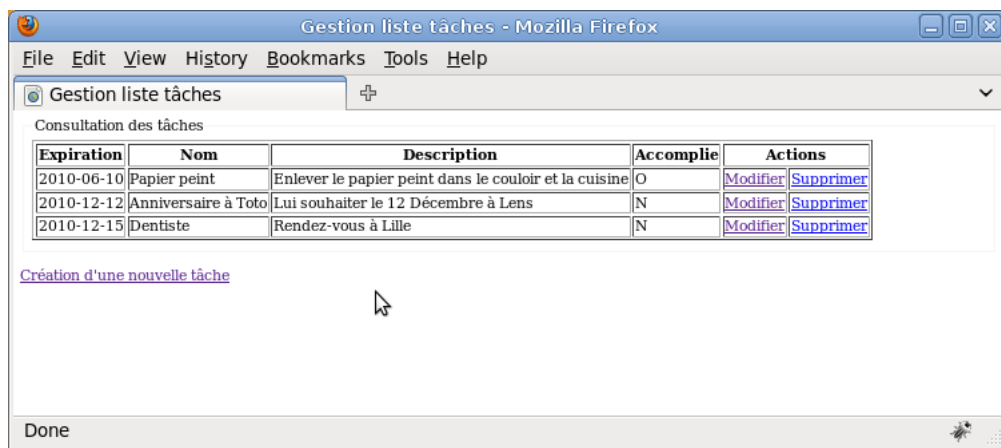 Gestion liste tâches - Mozilla Firefox
File Edit View History Bookmarks Tools Help
Gestion liste tâches
Consultation des tâches
Expiration Nom Description Accomplie Actions
2010-06-10 Papier peint Enlever le papier peint dans le couloir et la cuisine O Modifier Supprimer
2010-12-12 Anniversaire à Toto Lui souhaiter le 12 Décembre à Lens N Modifier Supprimer
2010-12-15 Dentiste Rendez-vous à Lille N Modifier Supprimer
Création d'une nouvelle tâche
Done